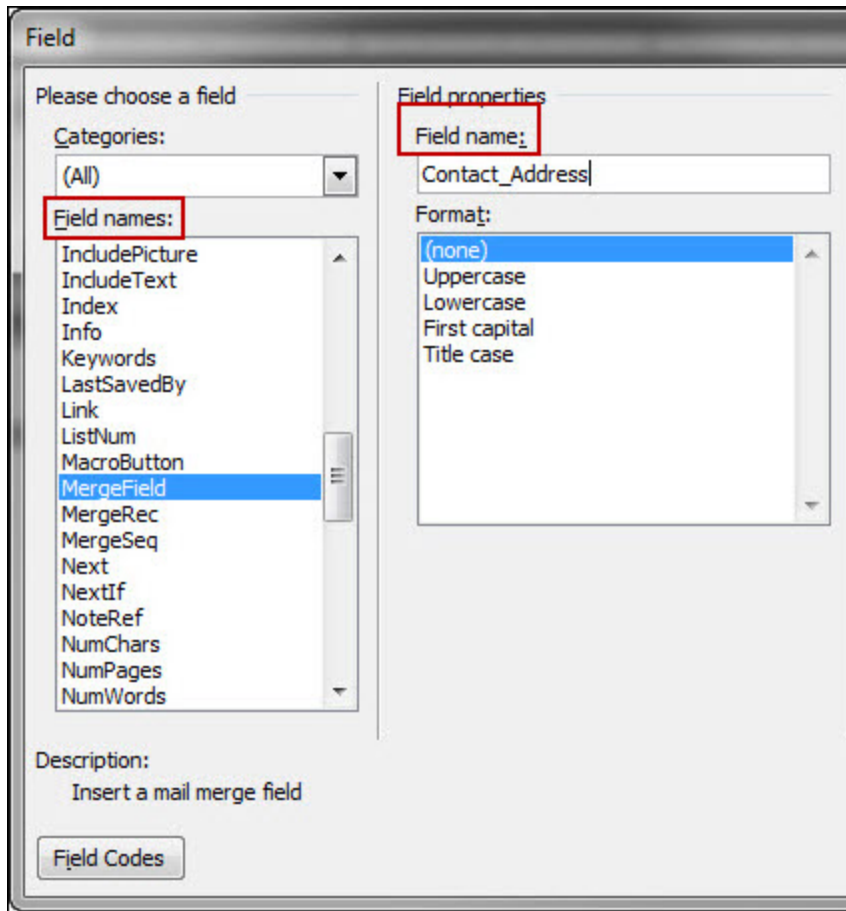 Field
Please choose a field
Categories:
(All)
Field names:
IncludePicture
IncludeText
Index
Info
Keywords
LastSavedBy
Link
ListNum
MacroButton
MergeField
MergeRec
MergeSeq
Next
NextIf
NoteRef
NumChars
NumPages
NumWords
Field properties
Field name:
Contact_Address
Format:
(none)
Uppercase
Lowercase
First capital
Title case
Description:
Insert a mail merge field
Field Codes